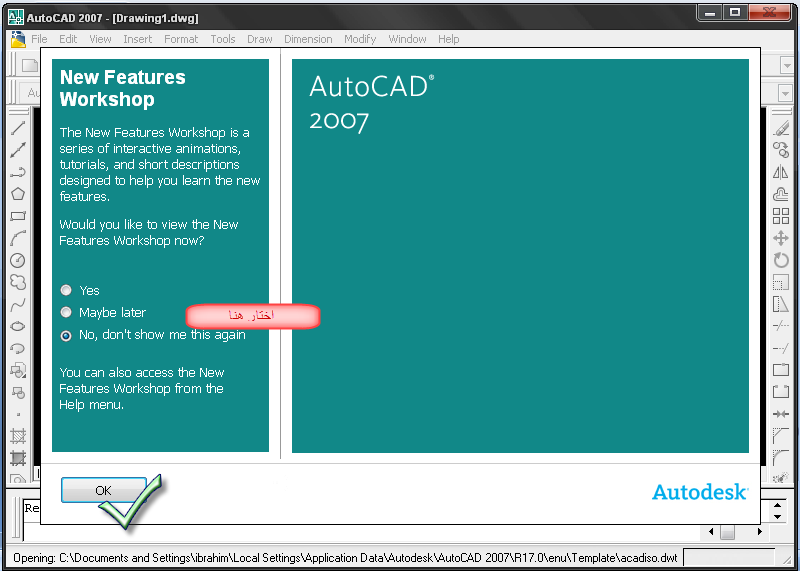 AutoCAD 2007 - [Drawing1.dwg]
File Edit View Insert Format Tools Draw Dimension Modify Window Help
New Features
Workshop
The New Features Workshop is a
series of interactive animations,
tutorials, and short descriptions
designed to help you learn the new
features.
Would you like to view the New
Features Workshop now?
Yes
Maybe later
اختار هنا
No, don't show me this again
You can also access the New
Features Workshop from the
Help menu.
OK
AutoCAD®
2007
Autodesk®
Au
Re
Opening: C:\Documents and Settings\ibrahim\Local Settings\Application Data\Autodesk\AutoCAD 2007\R17.0\enu\Template\acadiso.dwt